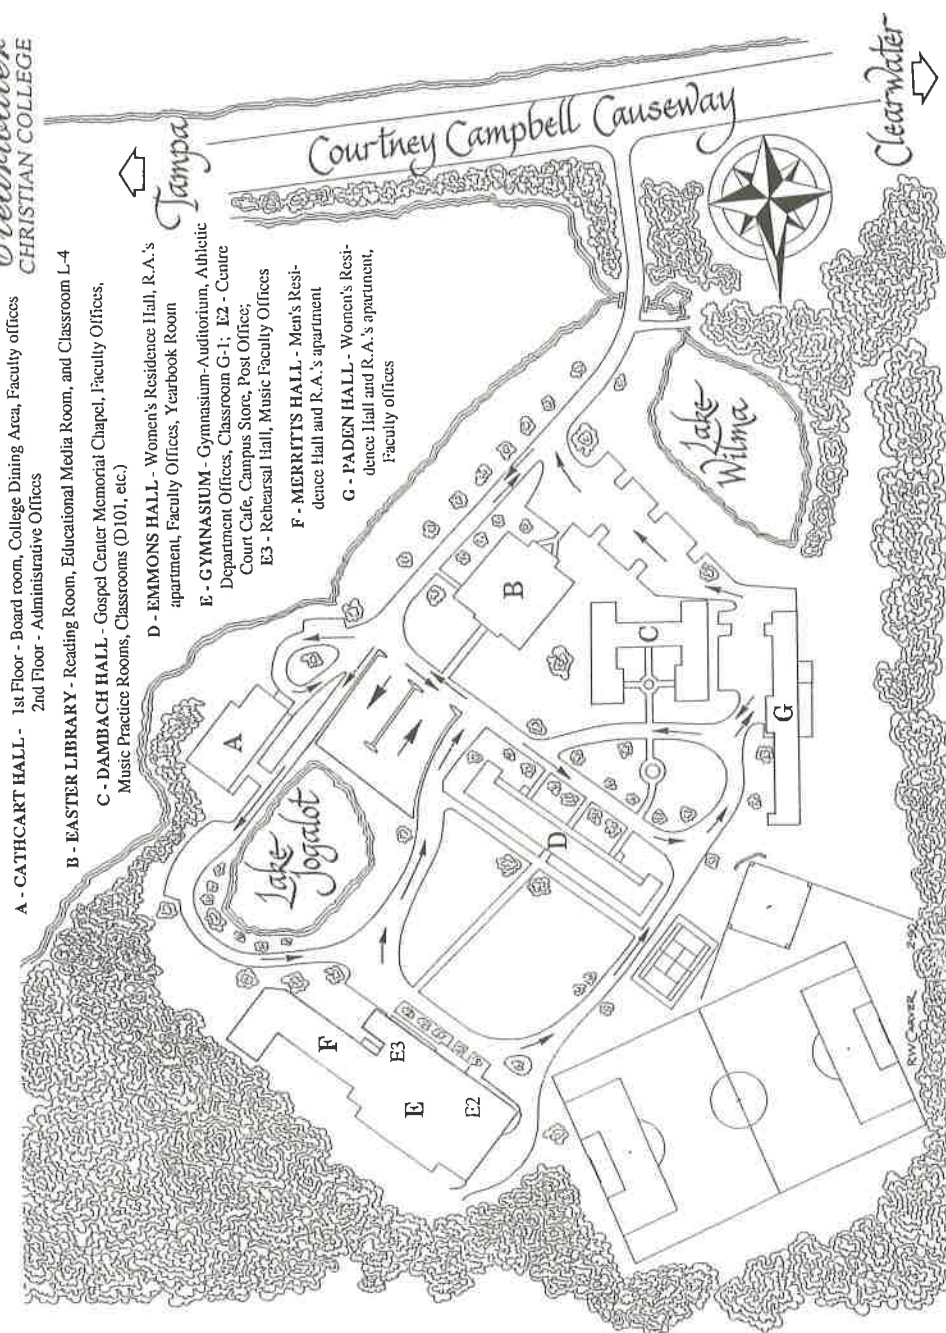 Clearwater
CHRISTIAN COLLEGE
A - CATHCART HALL - 1st Floor - Board room, College Dining Area, Faculty offices
2nd Floor - Administrative Offices
B - EASTER LIBRARY - Reading Room, Educational Media Room, and Classroom L-4
C - DAMBACH HALL - Gospel Center Memorial Chapel, Faculty Offices,
Music Practice Rooms, Classrooms (D101, etc.)
D - EMMONS HALL - Women's Residence Hall, R.A.'s
apartment, Faculty Offices, Yearbook Room
E - GYMNASIUM - Gymnasium-Auditorium, Athletic
Department Offices, Classroom G-1; E2 - Centre
Court Cafe, Campus Store, Post Office;
E3 - Rehearsal Hall, Music Faculty Offices
F - MERRITTS HALL - Men's Resi-
dence Hall and R.A.'s apartment
G - PADEN HALL - Women's Resi-
dence Hall and R.A.'s apartment,
Faculty offices
Tampa
Courtney Campbell Causeway
Clearwater
Lake
Wilma
Lake
Jogalot
A
B
C
D
E
E2
E3
F
G
RW CARVER